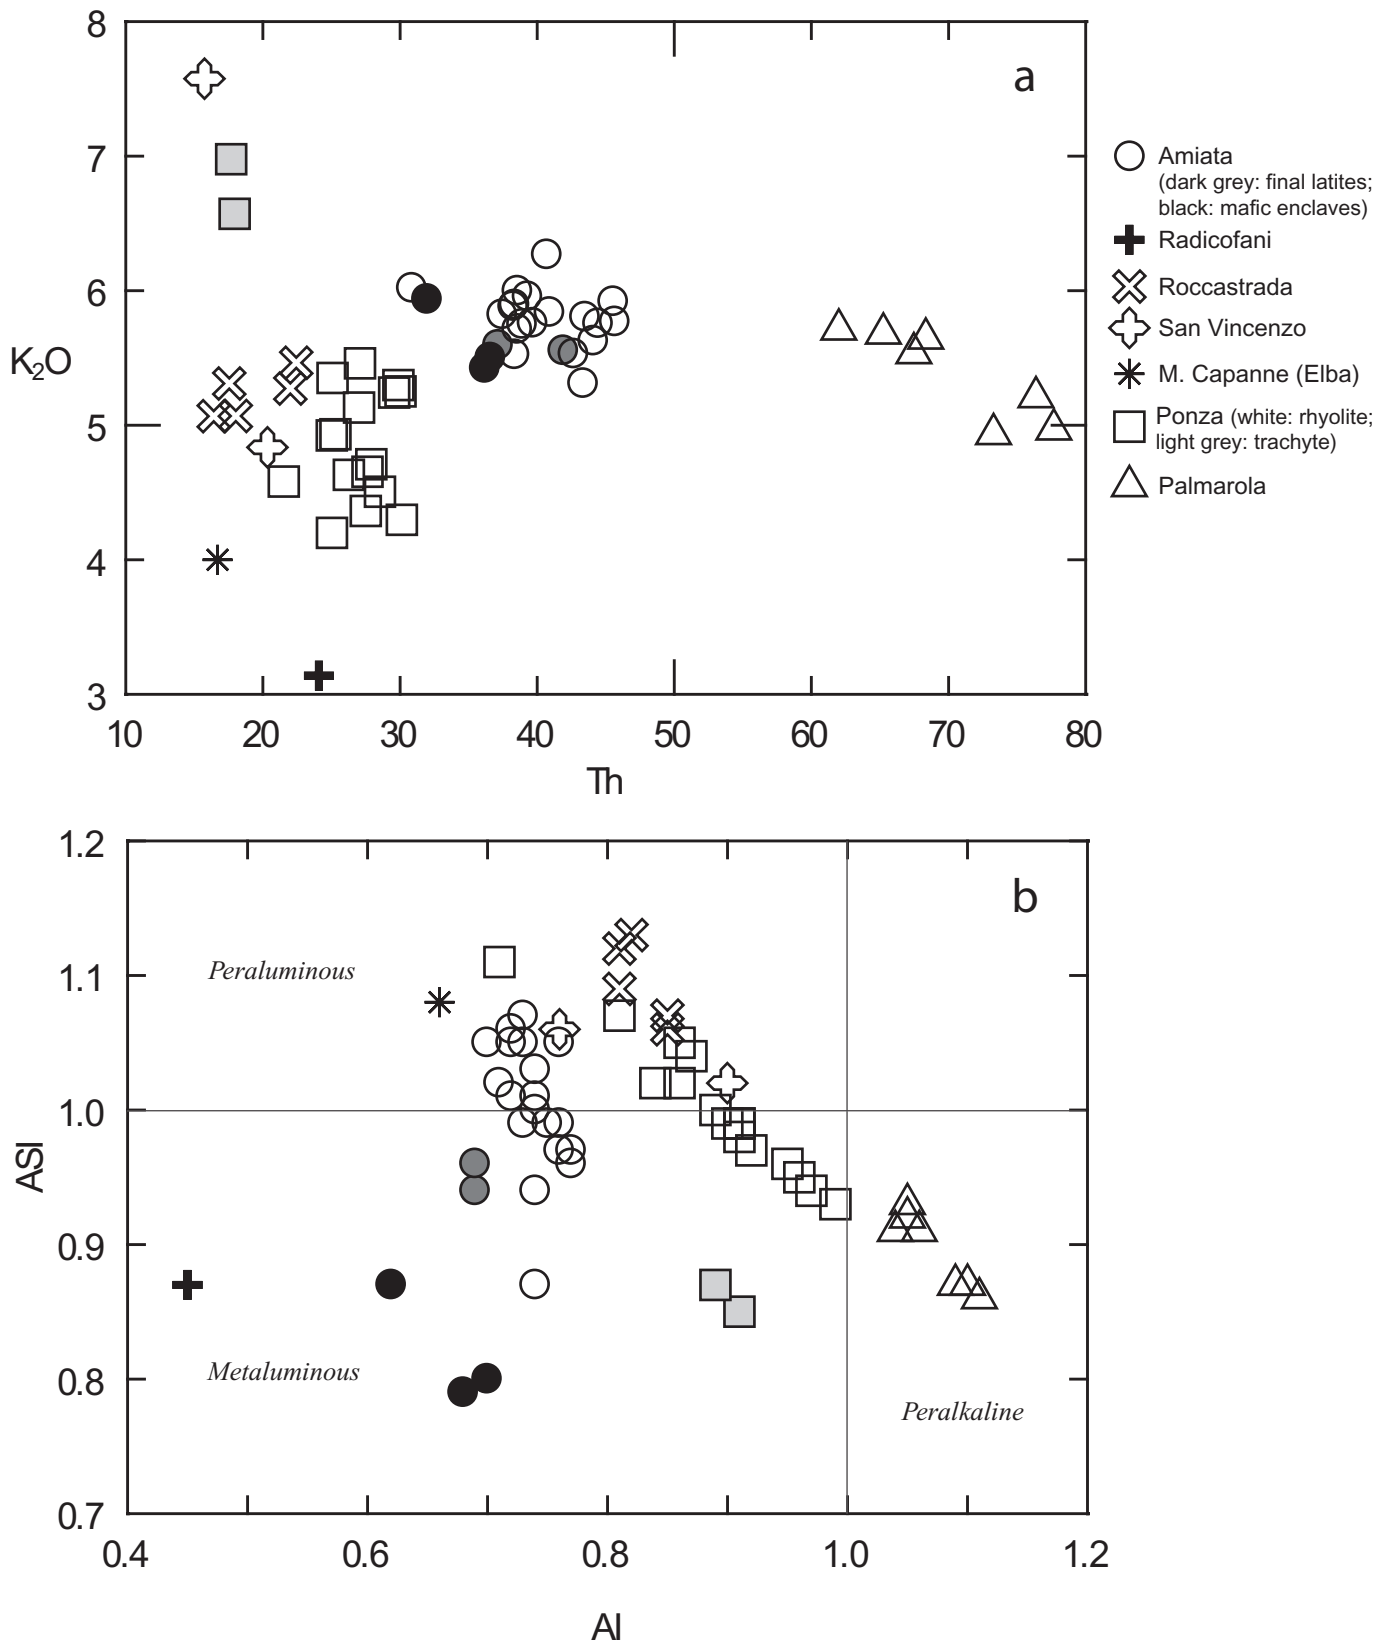 8
a
7
6
K₂O
5
4
3
10 20 30 40 50 60 70 80
Th
Amiata
(dark grey: final latites;
black: mafic enclaves)
Radicofani
Roccastrada
San Vincenzo
M. Capanne (Elba)
Ponza (white: rhyolite;
light grey: trachyte)
Palmarola
1.2
b
Peraluminous
1.1
1.0
ASI
0.9
Metaluminous
0.8
Peralkaline
0.7
0.4 0.6 0.8 1.0 1.2
AI